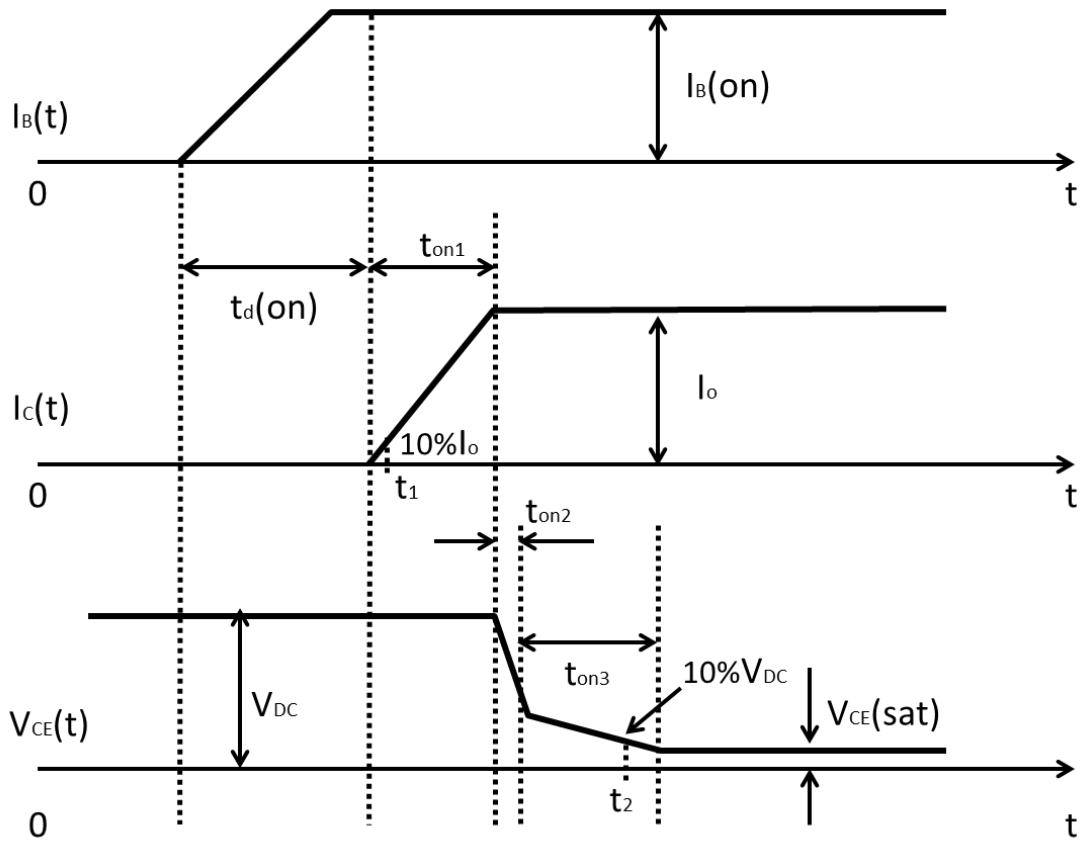 I_B(t)
I_B(on)
0
t
t_on1
t_d(on)
I_C(t)
10%I_o
I_o
t_1
0
t
t_on2
t_on3
10%V_DC
V_DC
V_CE(t)
V_CE(sat)
t_2
0
t